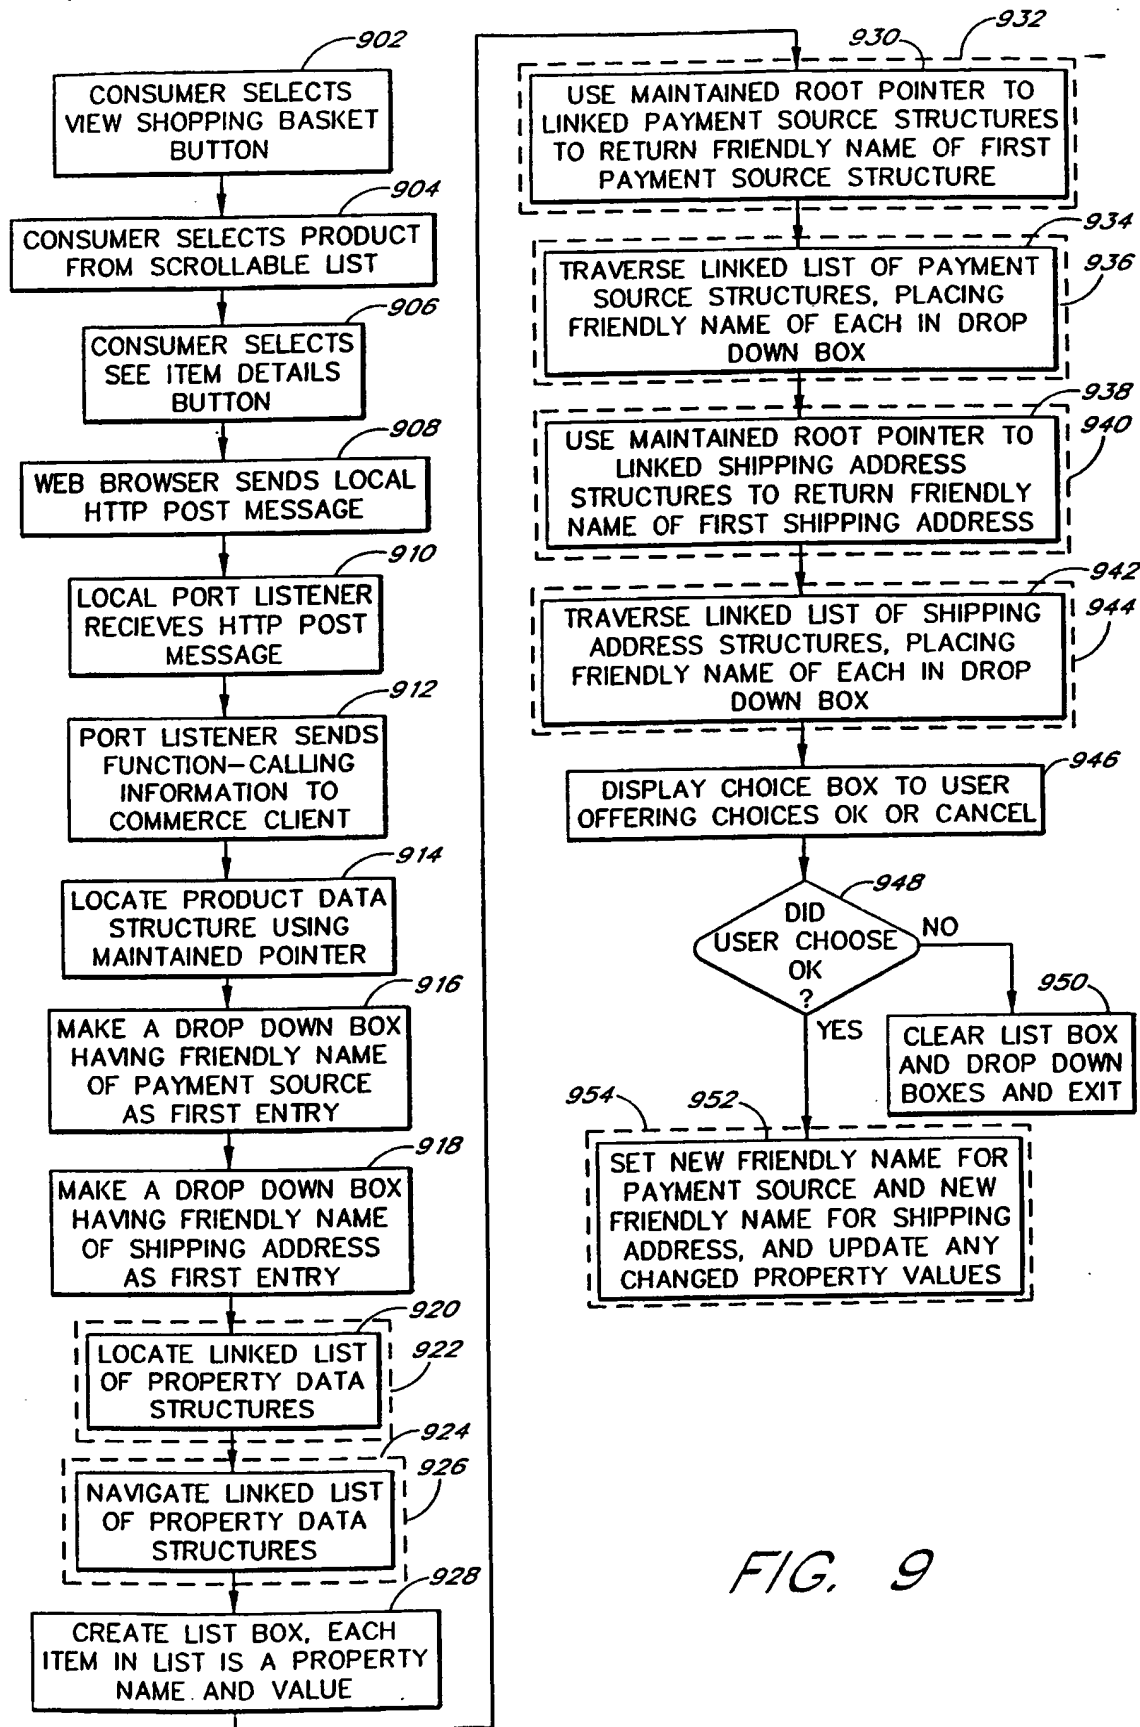 902
CONSUMER SELECTS
VIEW SHOPPING BASKET
BUTTON
904
CONSUMER SELECTS PRODUCT
FROM SCROLLABLE LIST
906
CONSUMER SELECTS
SEE ITEM DETAILS
BUTTON
908
WEB BROWSER SENDS LOCAL
HTTP POST MESSAGE
910
LOCAL PORT LISTENER
RECIEVES HTTP POST
MESSAGE
912
PORT LISTENER SENDS
FUNCTION-CALLING
INFORMATION TO
COMMERCE CLIENT
914
LOCATE PRODUCT DATA
STRUCTURE USING
MAINTAINED POINTER
916
MAKE A DROP DOWN BOX
HAVING FRIENDLY NAME
OF PAYMENT SOURCE
AS FIRST ENTRY
918
MAKE A DROP DOWN BOX
HAVING FRIENDLY NAME
OF SHIPPING ADDRESS
AS FIRST ENTRY
920
922
LOCATE LINKED LIST
OF PROPERTY DATA
STRUCTURES
924
926
NAVIGATE LINKED LIST
OF PROPERTY DATA
STRUCTURES
928
CREATE LIST BOX, EACH
ITEM IN LIST IS A PROPERTY
NAME AND VALUE
930
932
USE MAINTAINED ROOT POINTER TO
LINKED PAYMENT SOURCE STRUCTURES
TO RETURN FRIENDLY NAME OF FIRST
PAYMENT SOURCE STRUCTURE
934
936
TRAVERSE LINKED LIST OF PAYMENT
SOURCE STRUCTURES, PLACING
FRIENDLY NAME OF EACH IN DROP
DOWN BOX
938
940
USE MAINTAINED ROOT POINTER TO
LINKED SHIPPING ADDRESS
STRUCTURES TO RETURN FRIENDLY
NAME OF FIRST SHIPPING ADDRESS
942
944
TRAVERSE LINKED LIST OF SHIPPING
ADDRESS STRUCTURES, PLACING
FRIENDLY NAME OF EACH IN DROP
DOWN BOX
946
DISPLAY CHOICE BOX TO USER
OFFERING CHOICES OK OR CANCEL
948
DID
USER CHOOSE
OK
?
NO
YES
950
CLEAR LIST BOX
AND DROP DOWN
BOXES AND EXIT
954
952
SET NEW FRIENDLY NAME FOR
PAYMENT SOURCE AND NEW
FRIENDLY NAME FOR SHIPPING
ADDRESS, AND UPDATE ANY
CHANGED PROPERTY VALUES
FIG. 9